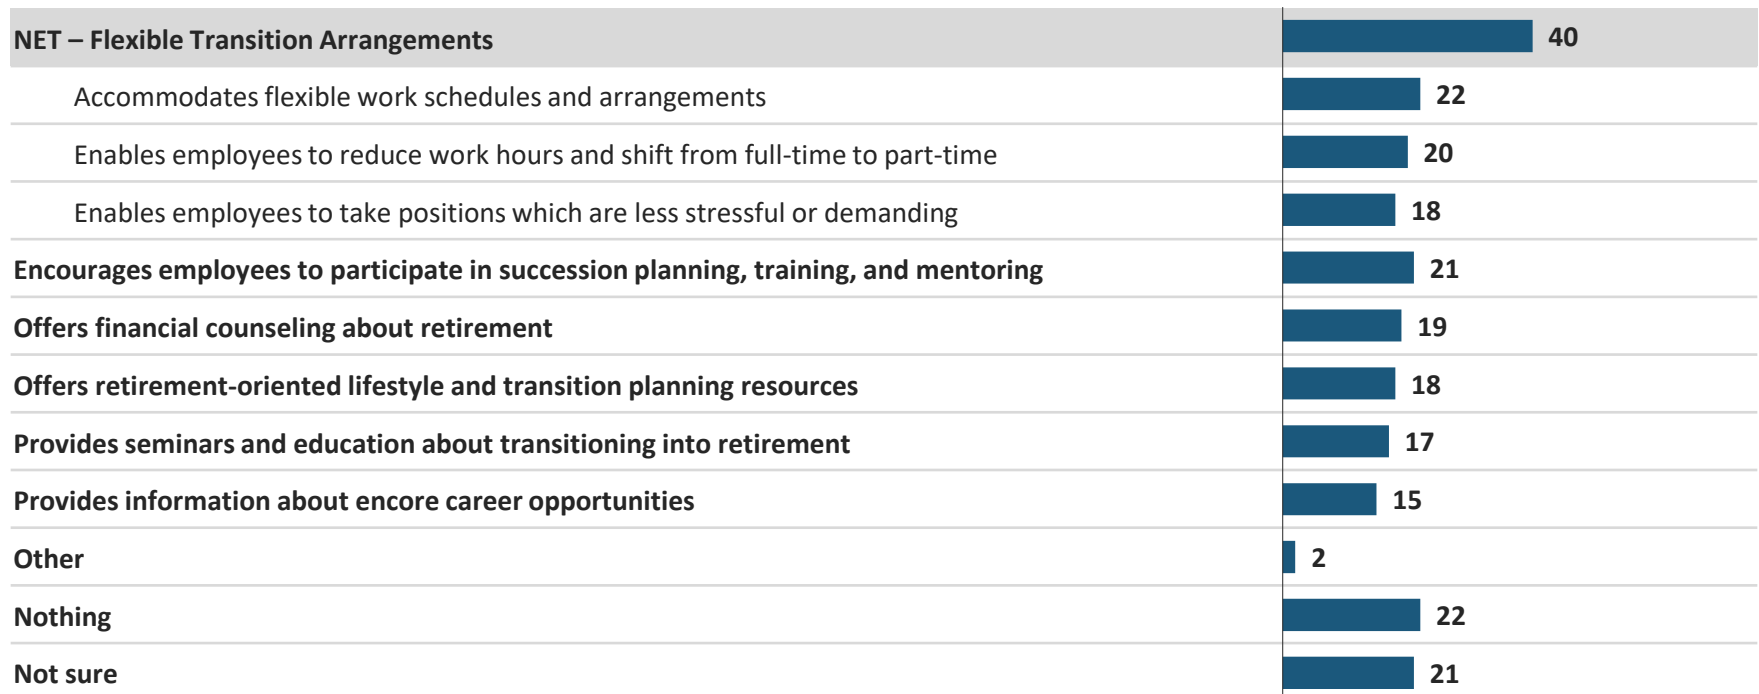 NET – Flexible Transition Arrangements 40
Accommodates flexible work schedules and arrangements 22
Enables employees to reduce work hours and shift from full-time to part-time 20
Enables employees to take positions which are less stressful or demanding 18
Encourages employees to participate in succession planning, training, and mentoring 21
Offers financial counseling about retirement 19
Offers retirement-oriented lifestyle and transition planning resources 18
Provides seminars and education about transitioning into retirement 17
Provides information about encore career opportunities 15
Other 2
Nothing 22
Not sure 21